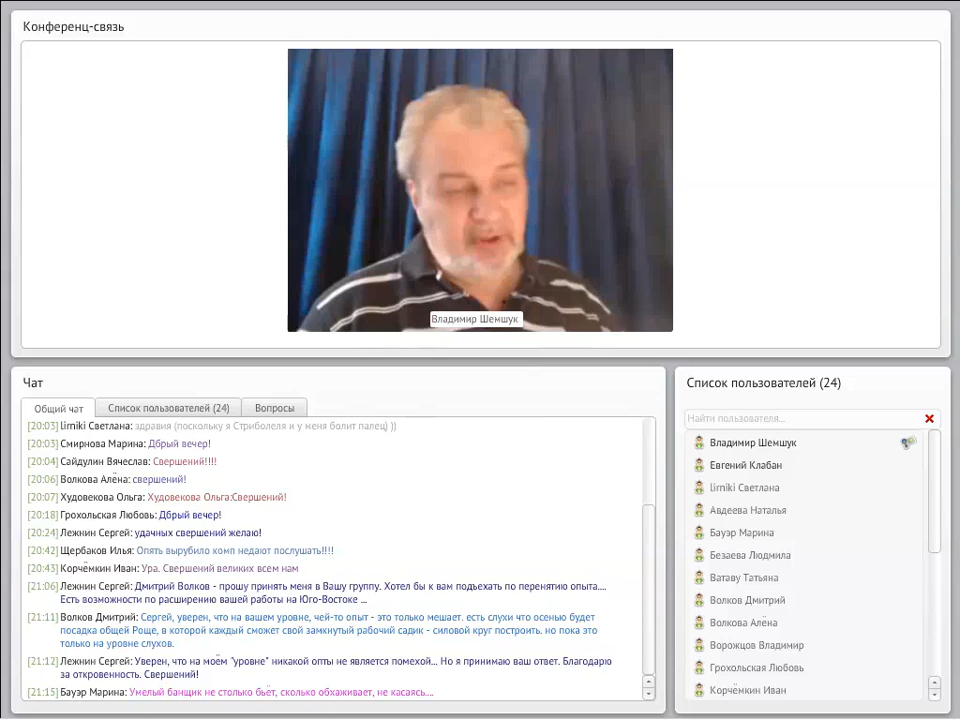 Конференц-связь
Владимир Шемшук
Чат
Общий чат
Список пользователей (24)
Вопросы
[20:03] Lirniki Светлана: здравия (поскольку я Стриболеля и у меня болит палец) ))
[20:03] Смирнова Марина: Дбрый вечер!
[20:04] Сайдулин Вячеслав: Свершений!!!!
[20:06] Волкова Алёна: свершений!
[20:07] Худовекова Ольга: Худовекова Ольга:Свершений!
[20:18] Грохольская Любовь: Дбрый вечер!
[20:24] Лежнин Сергей: удачных свершений желаю!
[20:42] Щербаков Илья: Опять вырубило комп недают послушать!!!!
[20:43] Корчёмкин Иван: Ура. Свершений великих всем нам
[21:06] Лежнин Сергей: Дмитрий Волков - прошу принять меня в Вашу группу. Хотел бы к вам подъехать по перенятию опыта....
Есть возможности по расширению вашей работы на Юго-Востоке ...
[21:11] Волков Дмитрий: Сергей, уверен, что на вашем уровне, чей-то опыт - это только мешает. есть слухи что осенью будет
посадка общей Роще, в которой каждый сможет свой замкнутый рабочий садик - силовой круг построить. но пока это
только на уровне слухов.
[21:12] Лежнин Сергей: Уверен, что на моём "уровне" никакой опты не является помехой... Но я принимаю ваш ответ. Благодарю
за откровенность. Свершений!
[21:15] Бауэр Марина: Умелый банщик не столько бьёт, сколько обхаживает, не касаясь....
Список пользователей (24)
Найти пользователя...
Владимир Шемшук
Евгений Клабан
Lirniki Светлана
Авдеева Наталья
Бауэр Марина
Безаева Людмила
Ватаву Татьяна
Волков Дмитрий
Волкова Алёна
Ворожцов Владимир
Грохольская Любовь
Корчёмкин Иван